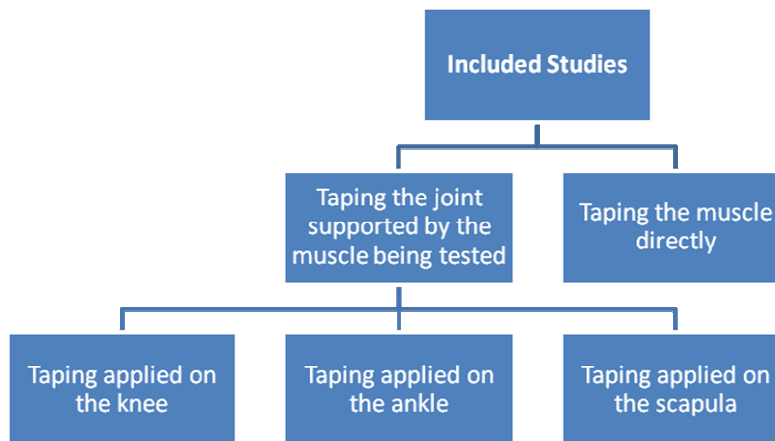 Included Studies
Taping the joint
supported by the
muscle being tested
Taping the muscle
directly
Taping applied on
the knee
Taping applied on
the ankle
Taping applied on
the scapula